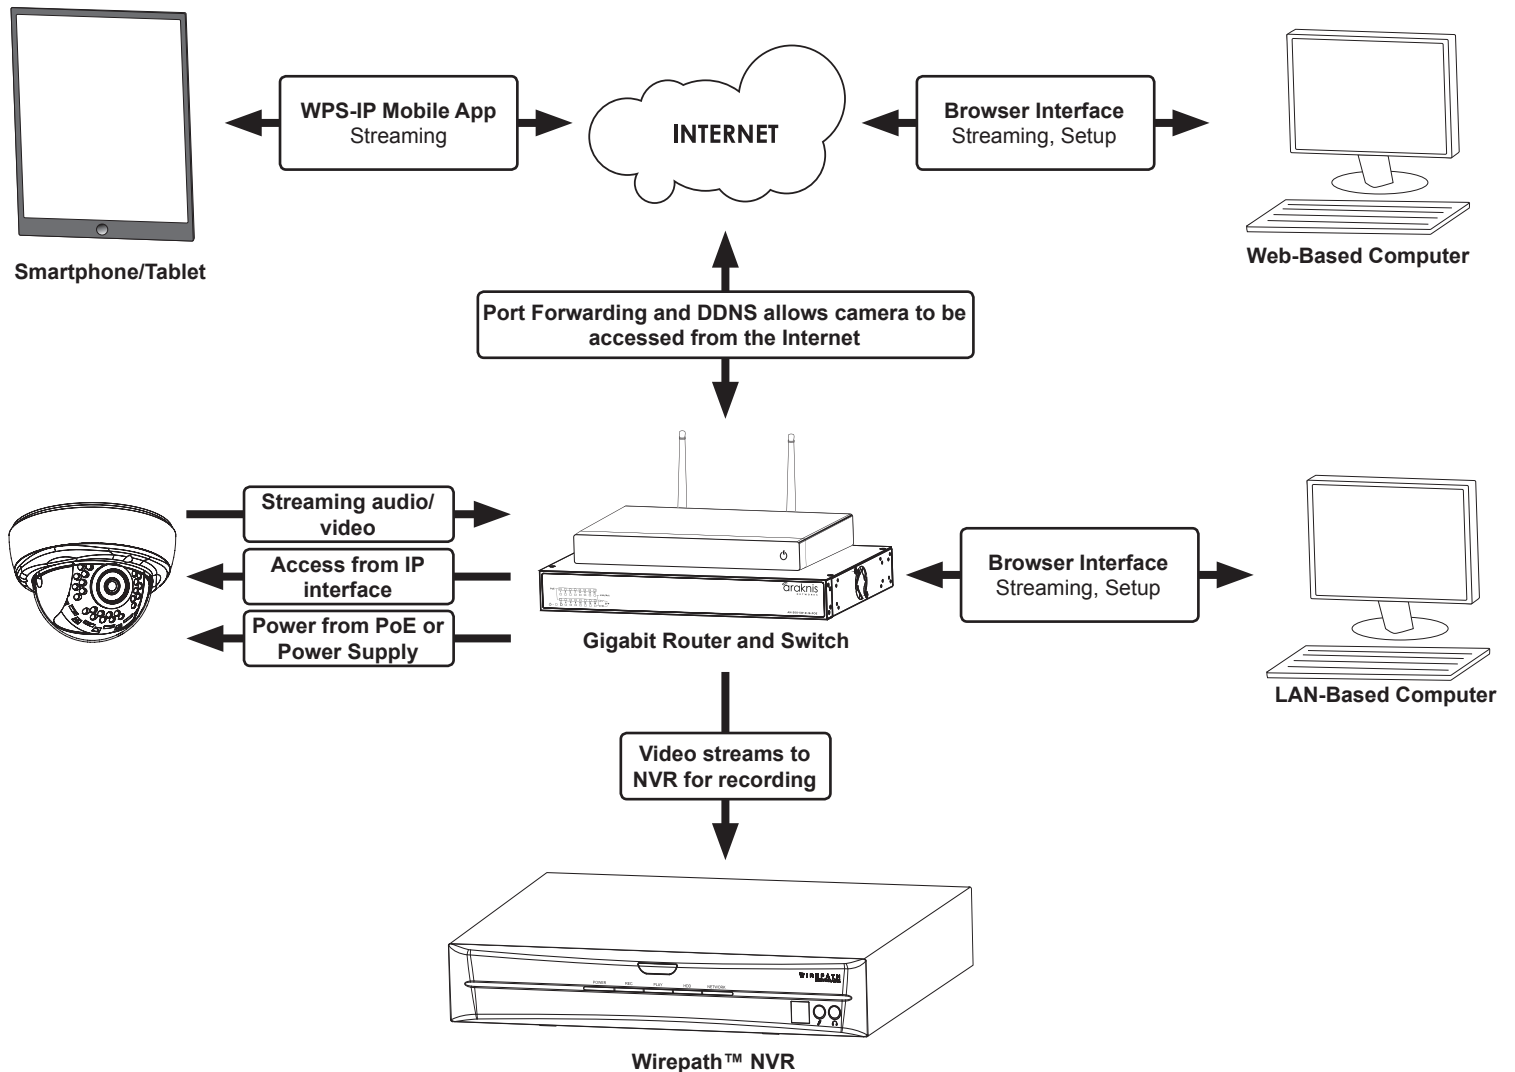 WPS-IP Mobile App
Streaming
INTERNET
Browser Interface
Streaming, Setup
Smartphone/Tablet
Web-Based Computer
Port Forwarding and DDNS allows camera to be
accessed from the Internet
Streaming audio/
video
Access from IP
interface
Power from PoE or
Power Supply
araknis
NETWORKS
Gigabit Router and Switch
Browser Interface
Streaming, Setup
LAN-Based Computer
Video streams to
NVR for recording
WIREPATH
POWER REC PLAY HDD NETWORK
Wirepath™ NVR